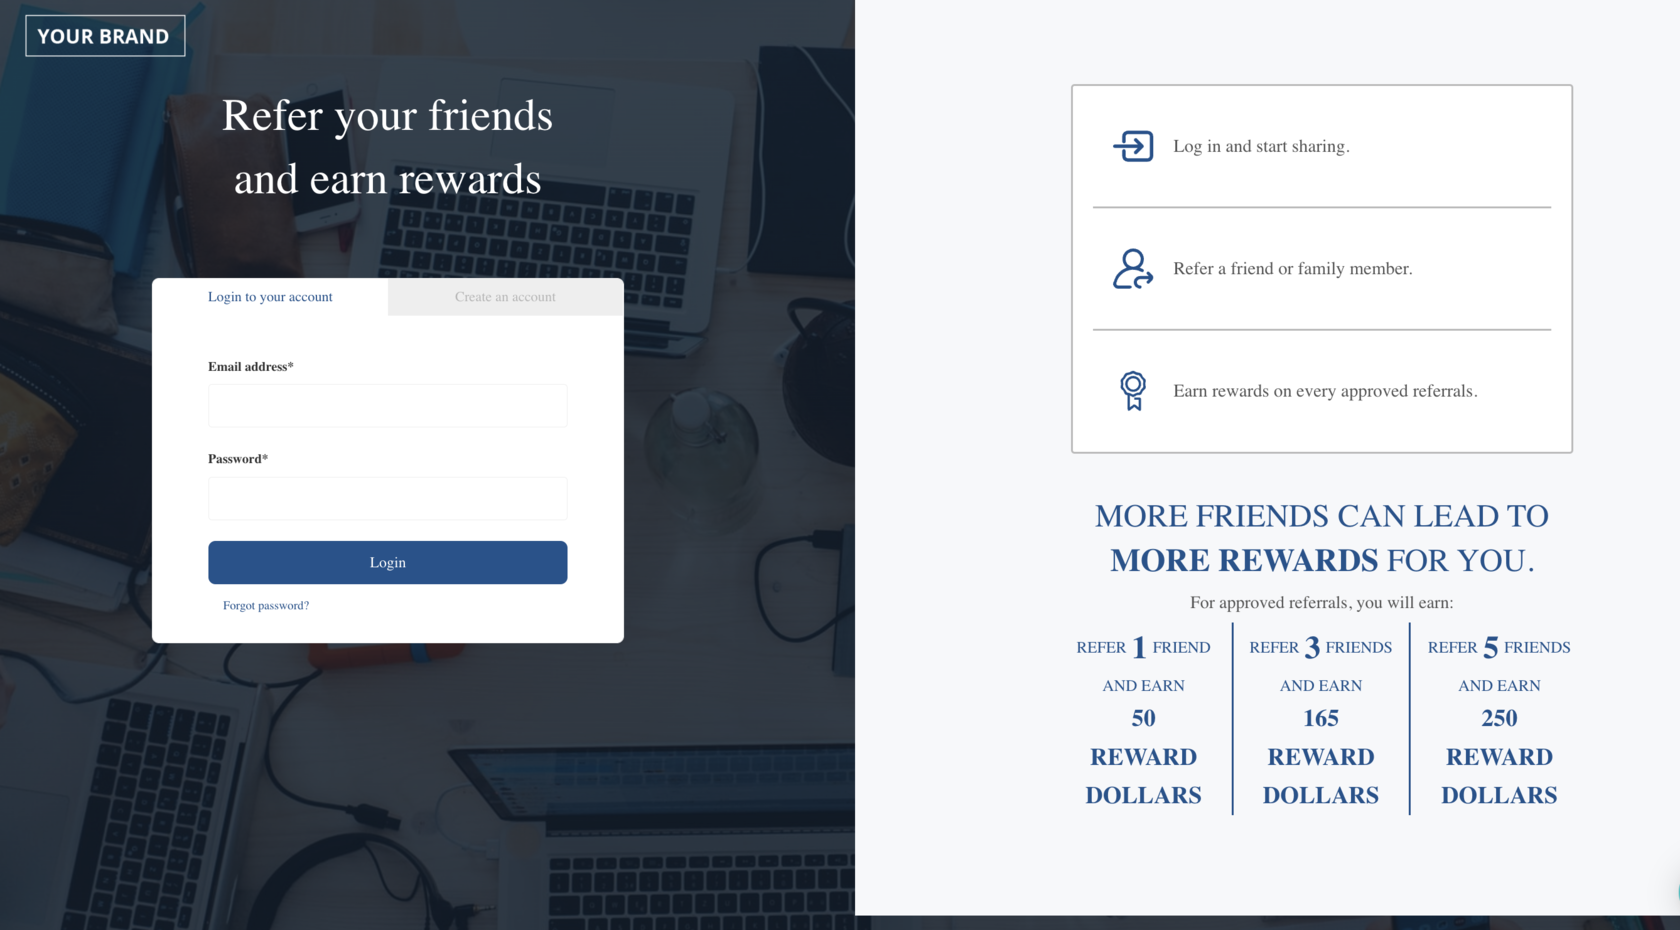 YOUR BRAND
Refer your friends
and earn rewards
Login to your account
Create an account
Email address*
Password*
Login
Forgot password?
Log in and start sharing.
Refer a friend or family member.
Earn rewards on every approved referrals.
MORE FRIENDS CAN LEAD TO
MORE REWARDS FOR YOU.
For approved referrals, you will earn:
REFER 1 FRIEND
AND EARN
50
REWARD
DOLLARS
REFER 3 FRIENDS
AND EARN
165
REWARD
DOLLARS
REFER 5 FRIENDS
AND EARN
250
REWARD
DOLLARS